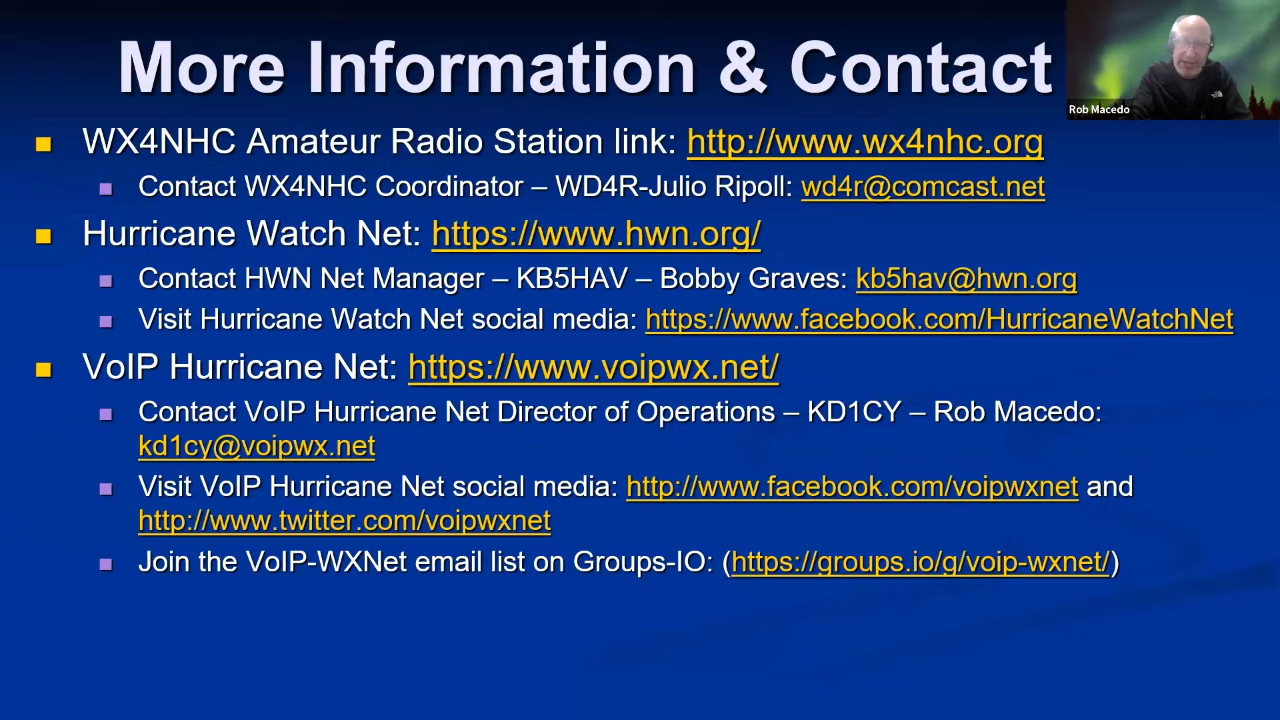 More Information & Contact
Rob Macedo
WX4NHC Amateur Radio Station link: http://www.wx4nhc.org
Contact WX4NHC Coordinator – WD4R-Julio Ripoll: wd4r@comcast.net
Hurricane Watch Net: https://www.hwn.org/
Contact HWN Net Manager – KB5HAV – Bobby Graves: kb5hav@hwn.org
Visit Hurricane Watch Net social media: https://www.facebook.com/HurricaneWatchNet
VoIP Hurricane Net: https://www.voipwx.net/
Contact VoIP Hurricane Net Director of Operations – KD1CY – Rob Macedo:
kd1cy@voipwx.net
Visit VoIP Hurricane Net social media: http://www.facebook.com/voipwxnet and
http://www.twitter.com/voipwxnet
Join the VoIP-WXNet email list on Groups-IO: (https://groups.io/g/voip-wxnet/)